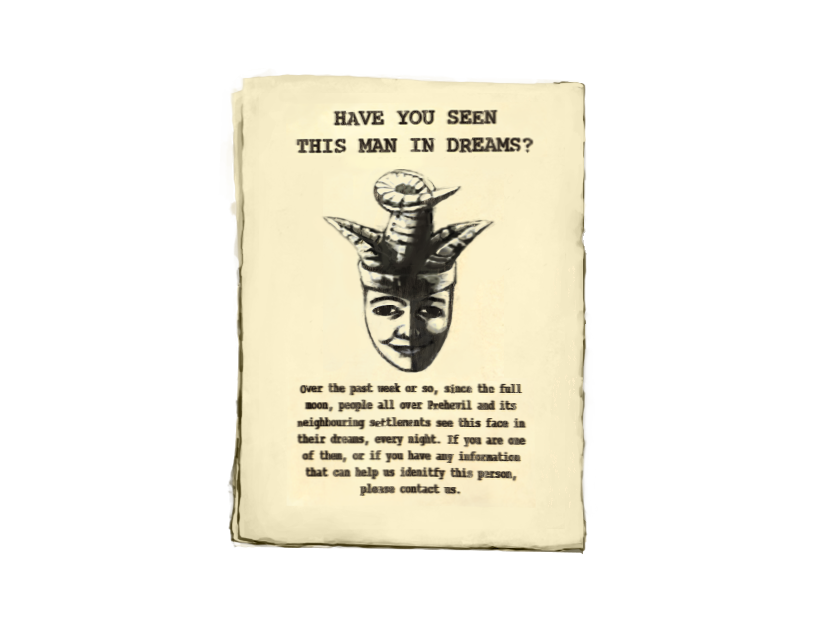 HAVE YOU SEEN
THIS MAN IN DREAMS?
Over the past week or so, since the full
moon, people all over Prehevil and its
neighbouring settlements see this face in
their dreams, every night. If you are one
of them, or if you have any information
that can help us idenitfy this person,
please contact us.